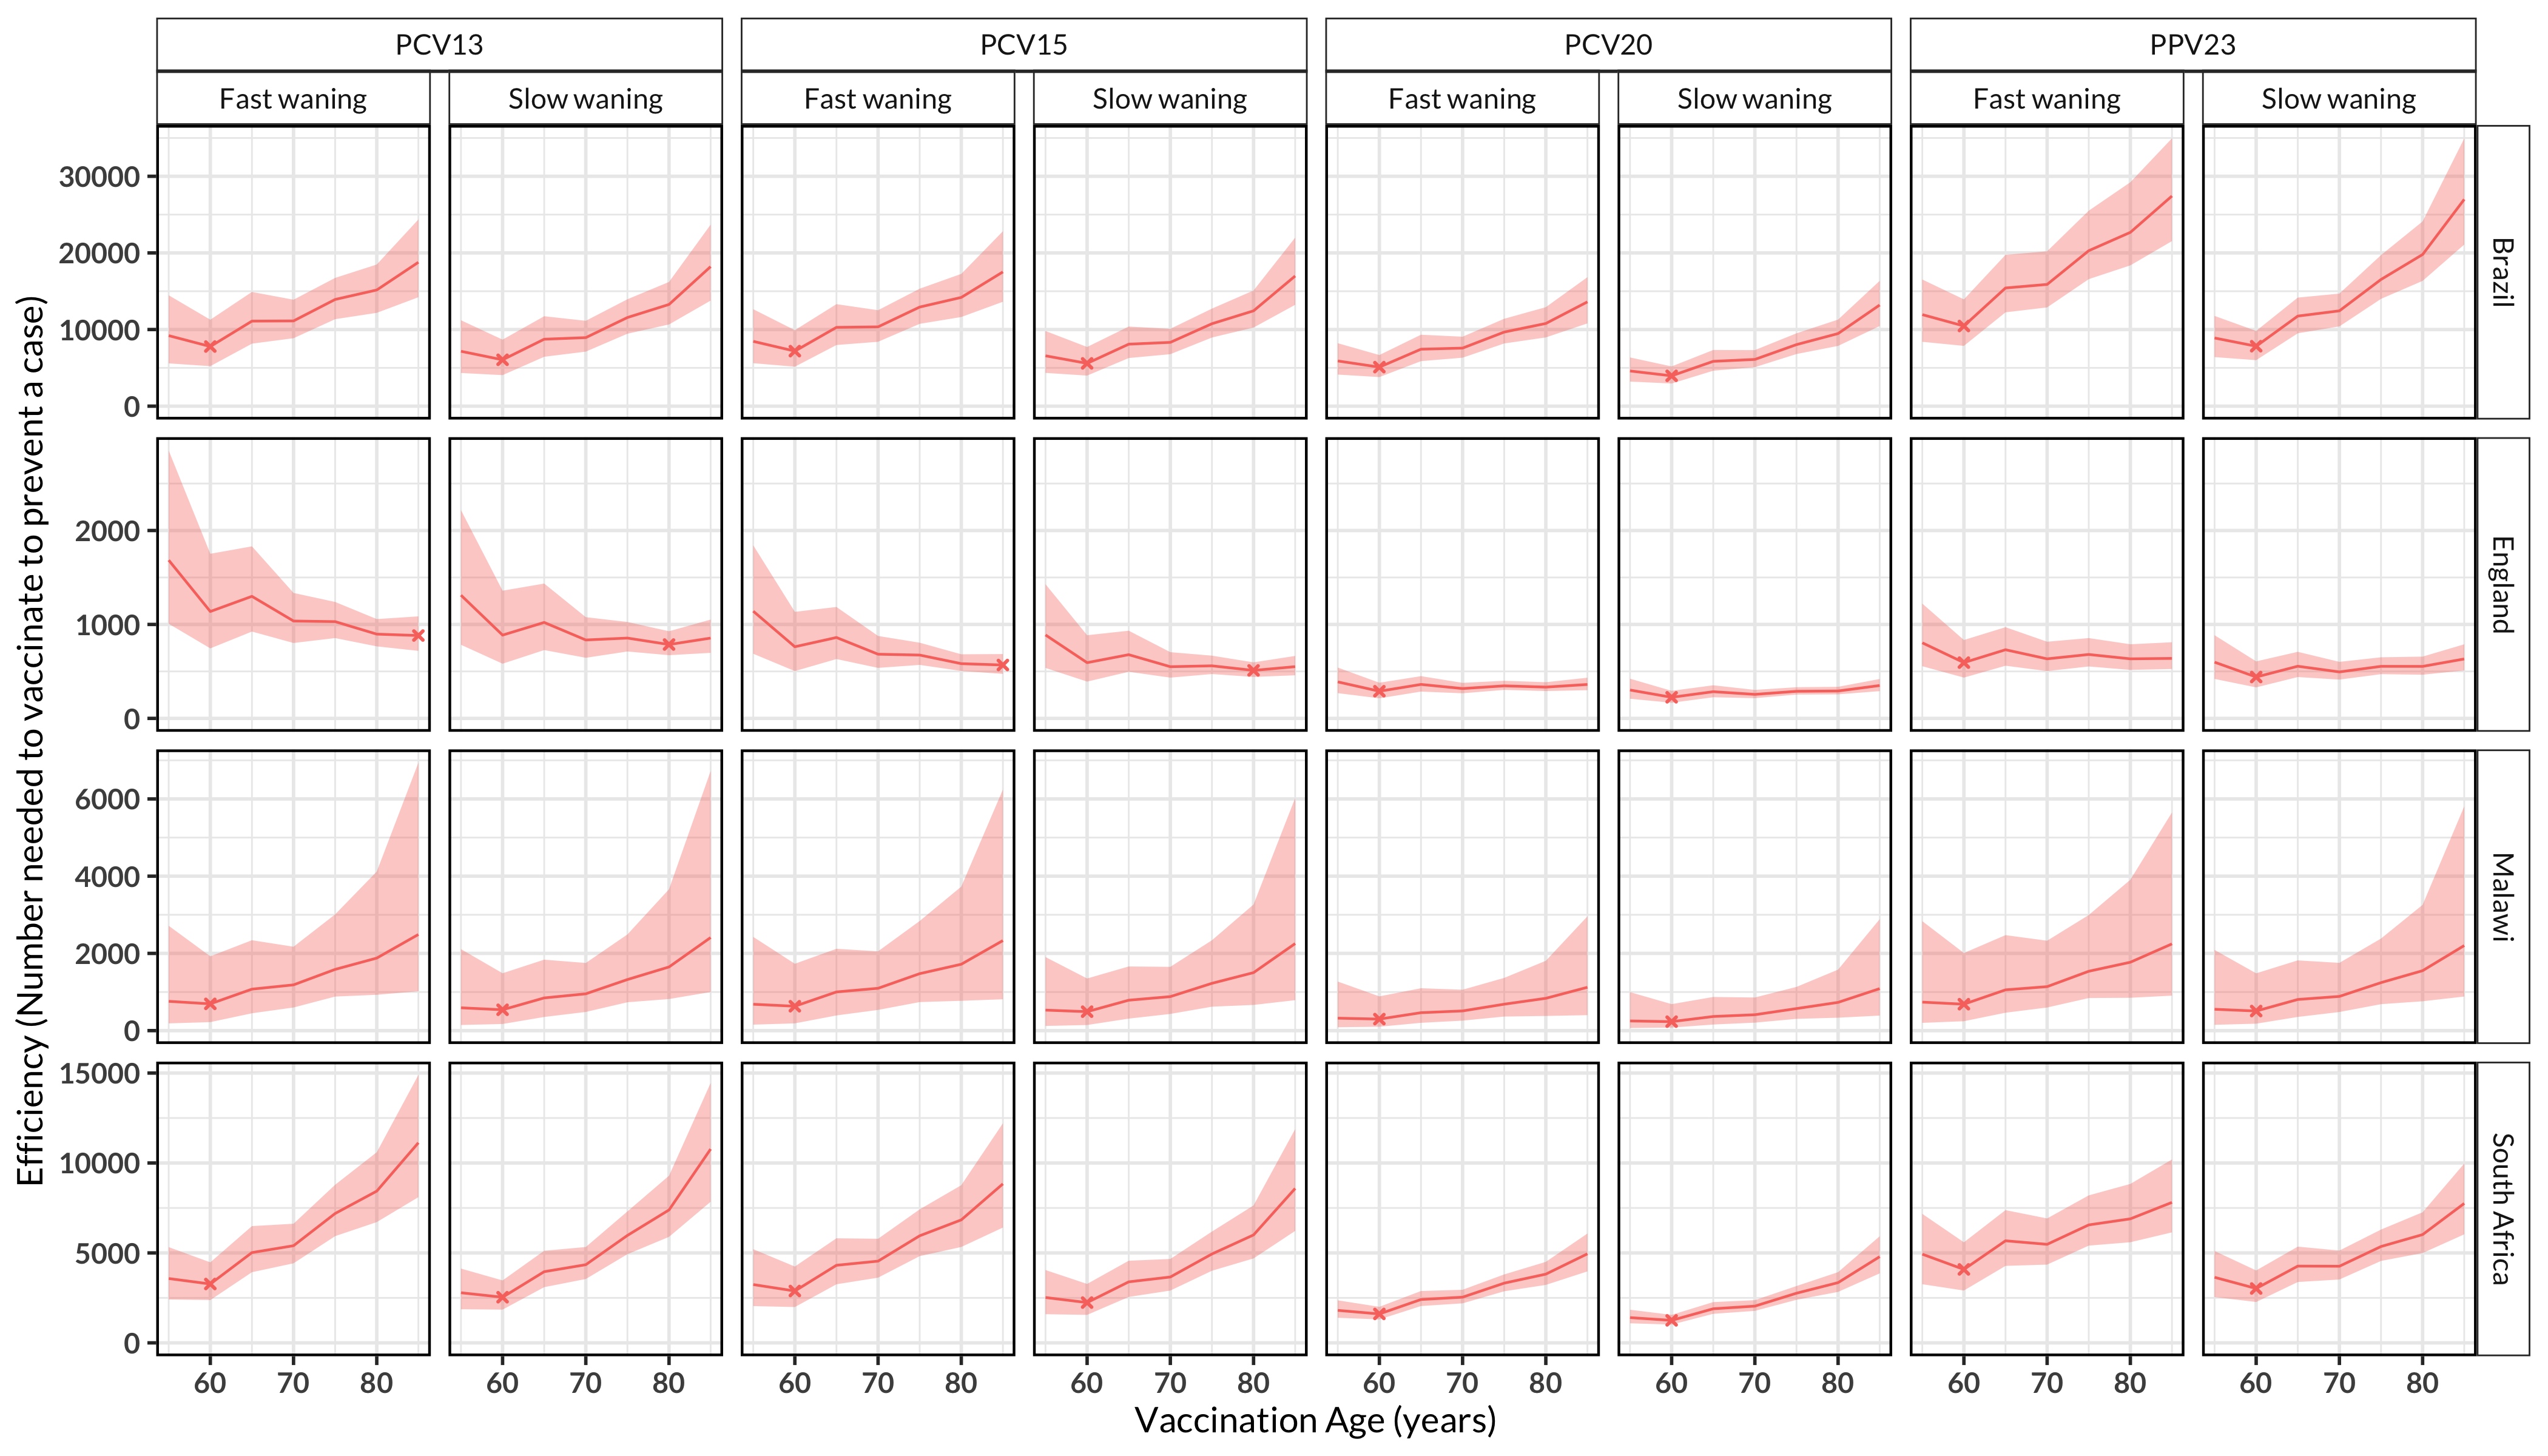 PCV13 PCV15 PCV20 PPV23
Fast waning Slow waning Fast waning Slow waning Fast waning Slow waning Fast waning Slow waning
Efficiency (Number needed to vaccinate to prevent a case)
30000
20000
10000
0
Brazil
2000
1000
0
England
6000
4000
2000
0
Malawi
15000
10000
5000
0
South Africa
60 70 80 60 70 80 60 70 80 60 70 80 60 70 80 60 70 80 60 70 80 60 70 80
Vaccination Age (years)